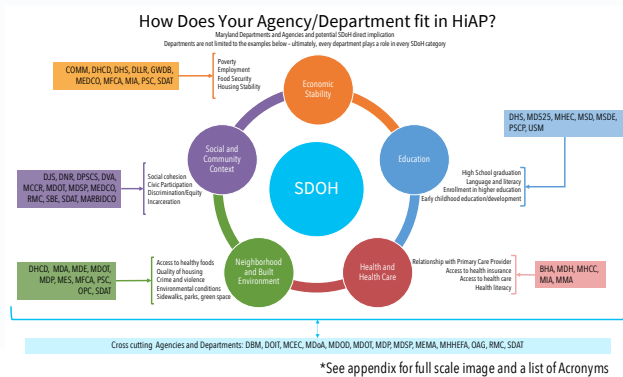 How Does Your Agency/Department fit in HiAP?
Maryland Departments and Agencies and potential SDoH direct implication
Departments are not limited to the examples below – ultimately, every department plays a role in every SDoH category
COMM, DHCD, DHS, DLLR, GWDB,
MEDCO, MFCA, MIA, PSC, SDAT
Poverty
Employment
Food Security
Housing Stability
Economic
Stability
DHS, MD525, MHEC, MSD, MSDE,
PSCP, USM
Social and
Community
Context
Education
High School graduation
Language and literacy
Enrollment in higher education
Early childhood education/development
SDOH
DJS, DNR, DPSCS, DVA,
MCCR, MDOT, MDSP, MEDCO,
RMC, SBE, SDAT, MARBIDCO
Social cohesion
Civic Participation
Discrimination/Equity
Incarceration
DHCD, MDA, MDE, MDOT,
MDP, MES, MFCA, PSC,
OPC, SDAT
Access to healthy foods
Quality of housing
Crime and violence
Environmental conditions
Sidewalks, parks, green space
Neighborhood
and Built
Environment
Health and
Health Care
Relationship with Primary Care Provider
Access to health insurance
Access to health care
Health literacy
BHA, MDH, MHCC,
MIA, MMA
Cross cutting Agencies and Departments: DBM, DOIT, MCEC, MDoA, MDOD, MDOT, MDP, MDSP, MEMA, MHHEFA, OAG, RMC, SDAT
*See appendix for full scale image and a list of Acronyms